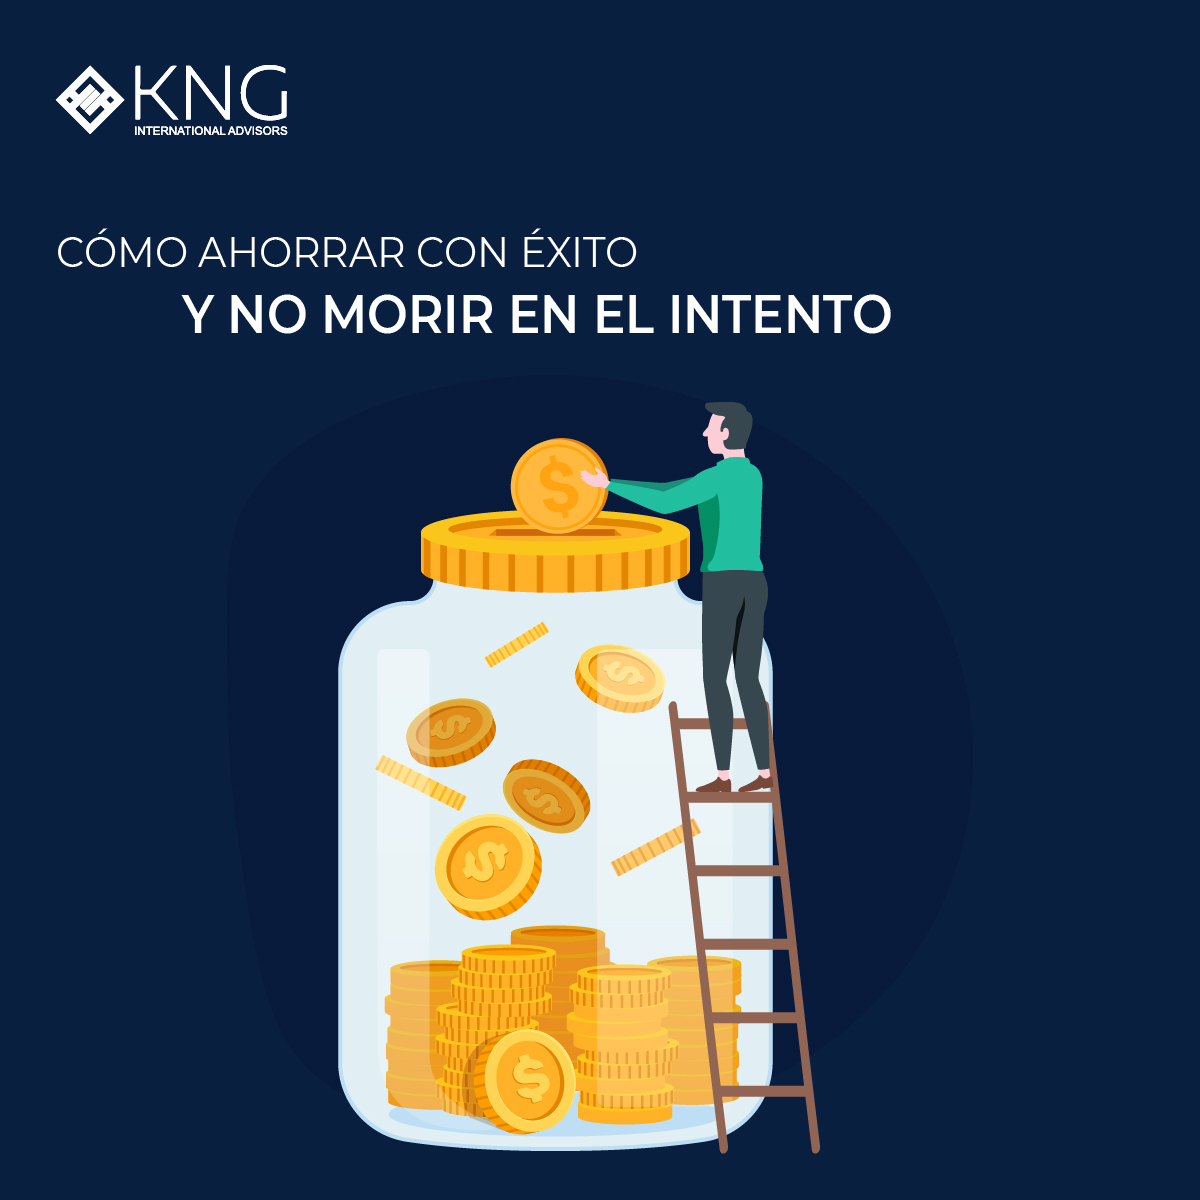 KNG
INTERNATIONAL ADVISORS
CÓMO AHORRAR CON ÉXITO
Y NO MORIR EN EL INTENTO
$
$
$
$
$
$